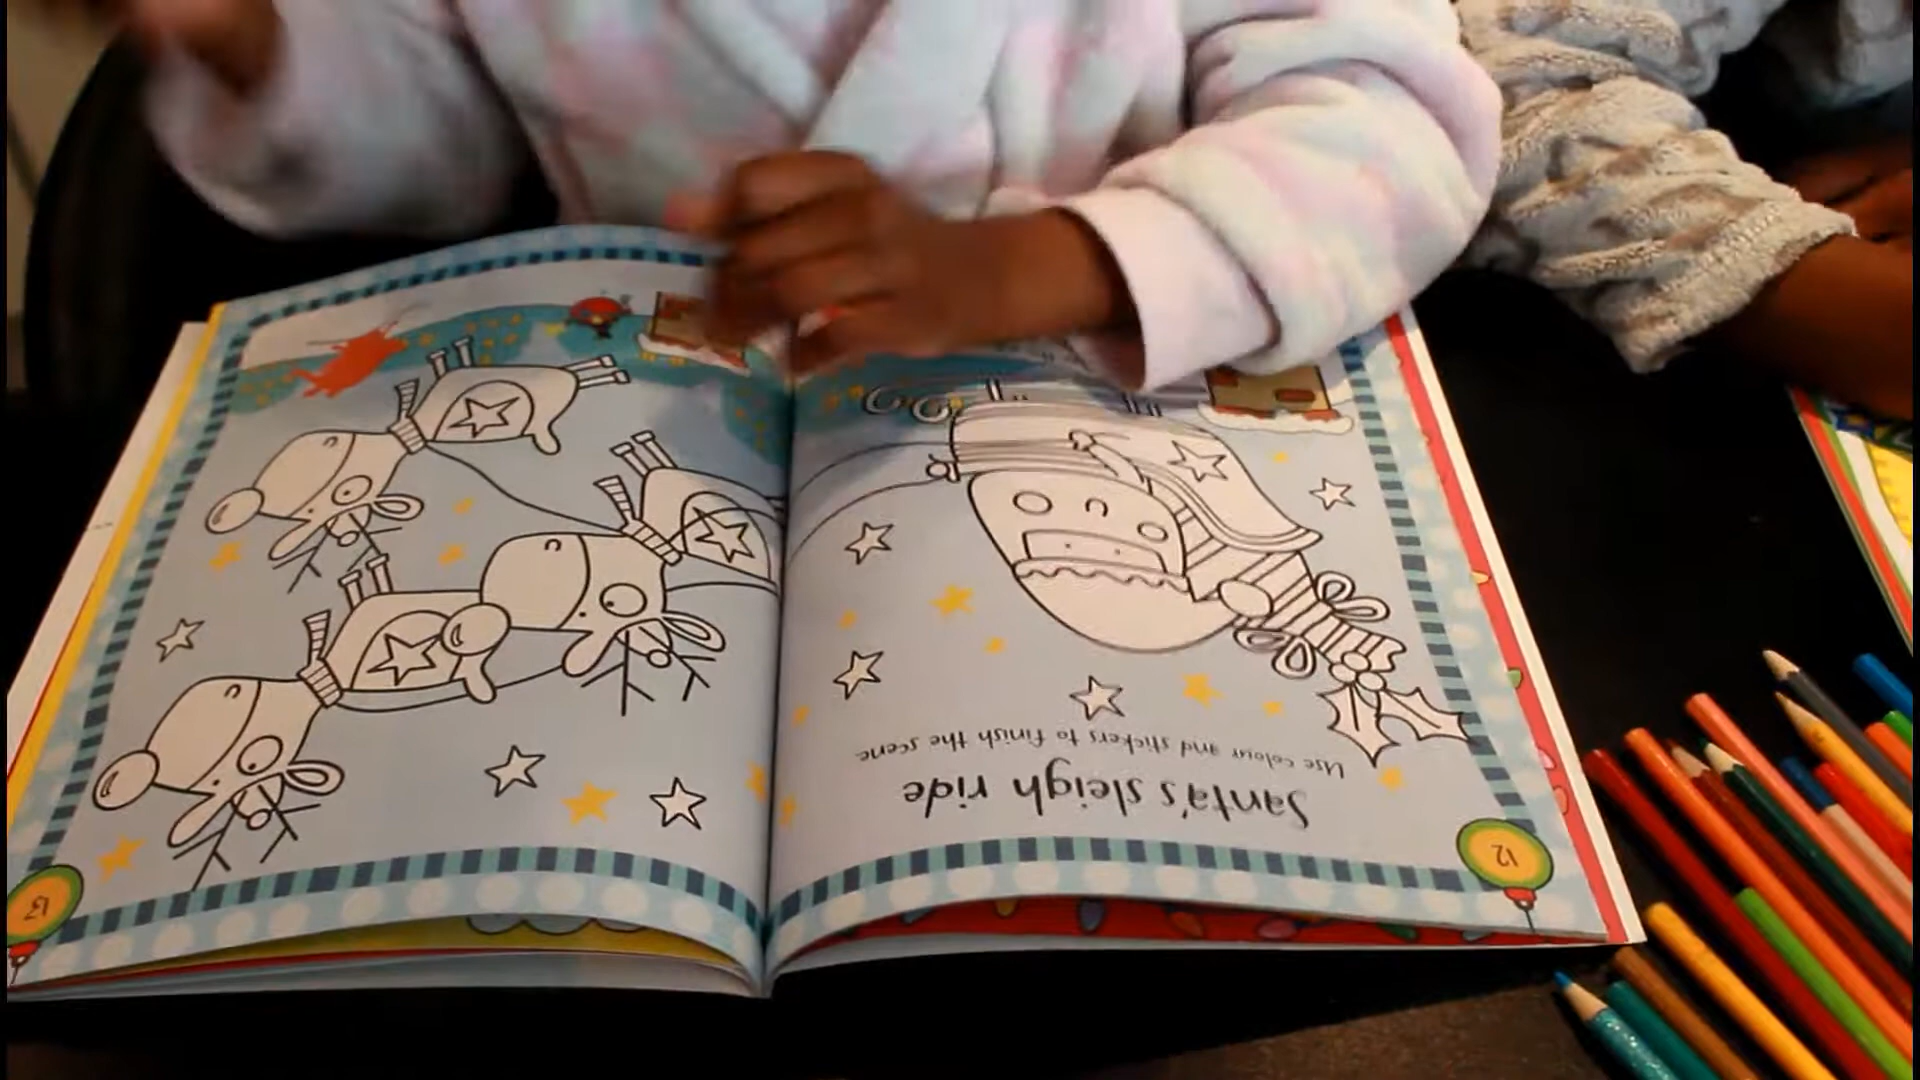 Santa's sleigh ride
Use colour and stickers to finish the scene.
12
13